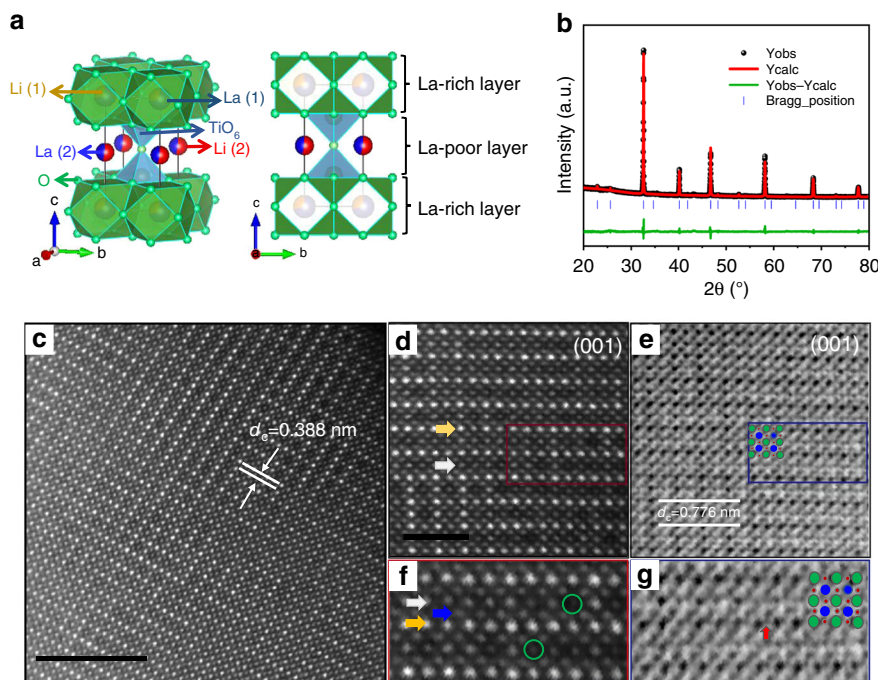 a
Li (1)
La (1)
TiO6
La (2)
Li (2)
O
c
a
b
c
b
La-rich layer
La-poor layer
La-rich layer
b
Intensity (a.u.)
Yobs
Ycalc
Yobs–Ycalc
Bragg_position
20 30 40 50 60 70 80
2θ (°)
c
dc=0.388 nm
d
(001)
e
(001)
dc=0.776 nm
f
g